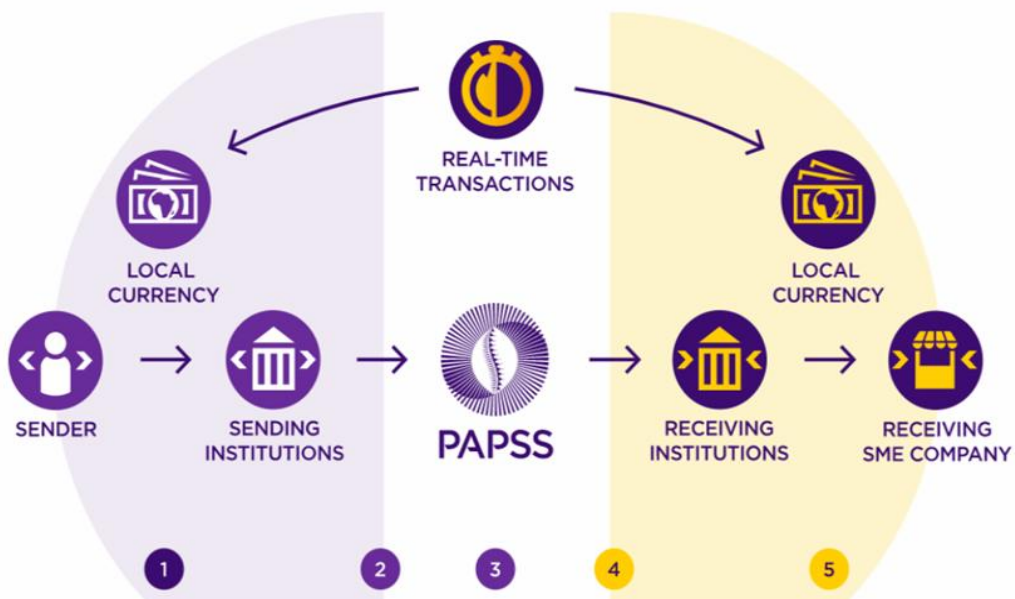 REAL-TIME
TRANSACTIONS
LOCAL
CURRENCY
LOCAL
CURRENCY
SENDER
SENDING
INSTITUTIONS
PAPSS
RECEIVING
INSTITUTIONS
RECEIVING
SME COMPANY
1
2
3
4
5